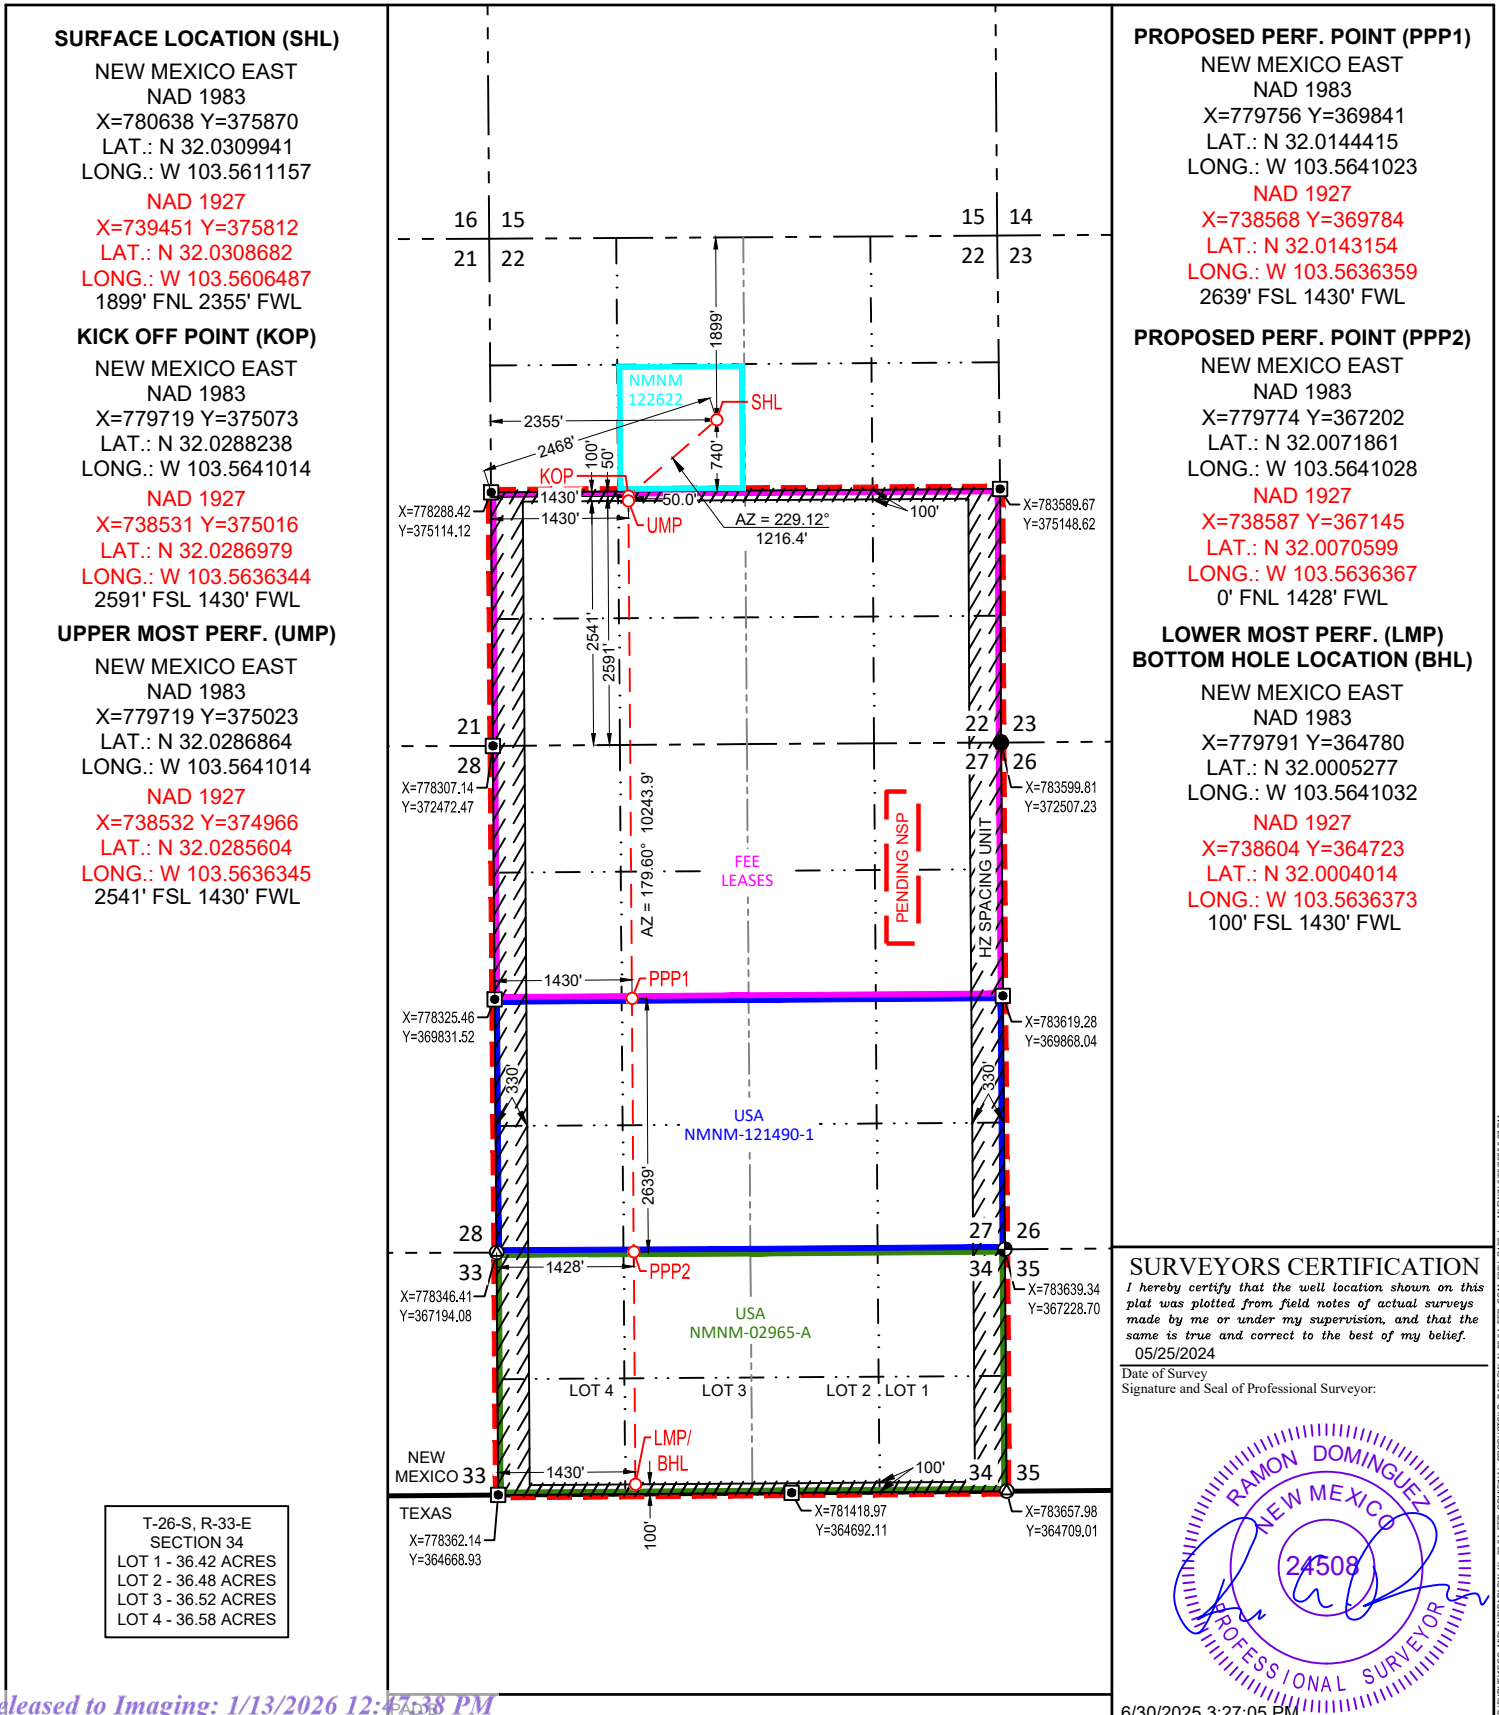 SURFACE LOCATION (SHL)
NEW MEXICO EAST
NAD 1983
X=780638 Y=375870
LAT.: N 32.0309941
LONG.: W 103.5611157
NAD 1927
X=739451 Y=375812
LAT.: N 32.0308682
LONG.: W 103.5606487
1899' FNL 2355' FWL
KICK OFF POINT (KOP)
NEW MEXICO EAST
NAD 1983
X=779719 Y=375073
LAT.: N 32.0288238
LONG.: W 103.5641014
NAD 1927
X=738531 Y=375016
LAT.: N 32.0286979
LONG.: W 103.5636344
2591' FSL 1430' FWL
UPPER MOST PERF. (UMP)
NEW MEXICO EAST
NAD 1983
X=779719 Y=375023
LAT.: N 32.0286864
LONG.: W 103.5641014
NAD 1927
X=738532 Y=374966
LAT.: N 32.0285604
LONG.: W 103.5636345
2541' FSL 1430' FWL
T-26-S, R-33-E
SECTION 34
LOT 1 - 36.42 ACRES
LOT 2 - 36.48 ACRES
LOT 3 - 36.52 ACRES
LOT 4 - 36.58 ACRES
16 15
21 22
15 14
22 23
1899'
NMNM
122622
SHL
2355'
2468'
100'
50'
740'
KOP
1430'
50.0'
100'
1430'
UMP
AZ = 229.12°
1216.4'
X=778288.42
Y=375114.12
X=783589.67
Y=375148.62
2541'
2591'
21
28
22 23
27 26
X=778307.14
Y=372472.47
X=783599.81
Y=372507.23
AZ = 179.60° 10243.9'
FEE
LEASES
PENDING NSP
HZ SPACING UNIT
1430'
PPP1
X=778325.46
Y=369831.52
X=783619.28
Y=369868.04
330'
330'
USA
NMNM-121490-1
2639'
28
33
27 26
34 35
1428'
PPP2
X=778346.41
Y=367194.08
X=783639.34
Y=367228.70
USA
NMNM-02965-A
LOT 4
LOT 3
LOT 2
LOT 1
LMP/
BHL
NEW
MEXICO
33
1430'
100'
34 35
TEXAS
100'
X=778362.14
Y=364668.93
X=781418.97
Y=364692.11
X=783657.98
Y=364709.01
PROPOSED PERF. POINT (PPP1)
NEW MEXICO EAST
NAD 1983
X=779756 Y=369841
LAT.: N 32.0144415
LONG.: W 103.5641023
NAD 1927
X=738568 Y=369784
LAT.: N 32.0143154
LONG.: W 103.5636359
2639' FSL 1430' FWL
PROPOSED PERF. POINT (PPP2)
NEW MEXICO EAST
NAD 1983
X=779774 Y=367202
LAT.: N 32.0071861
LONG.: W 103.5641028
NAD 1927
X=738587 Y=367145
LAT.: N 32.0070599
LONG.: W 103.5636367
0' FNL 1428' FWL
LOWER MOST PERF. (LMP)
BOTTOM HOLE LOCATION (BHL)
NEW MEXICO EAST
NAD 1983
X=779791 Y=364780
LAT.: N 32.0005277
LONG.: W 103.5641032
NAD 1927
X=738604 Y=364723
LAT.: N 32.0004014
LONG.: W 103.5636373
100' FSL 1430' FWL
SURVEYORS CERTIFICATION
I hereby certify that the well location shown on this
plat was plotted from field notes of actual surveys
made by me or under my supervision, and that the
same is true and correct to the best of my belief.
05/25/2024
Date of Survey
Signature and Seal of Professional Surveyor:
RAMON DOMINGUEZ
NEW MEXICO
24508
PROFESSIONAL SURVEYOR
6/30/2025 3:27:05 PM
eleased to Imaging: 1/13/2026 12:47:38 PM